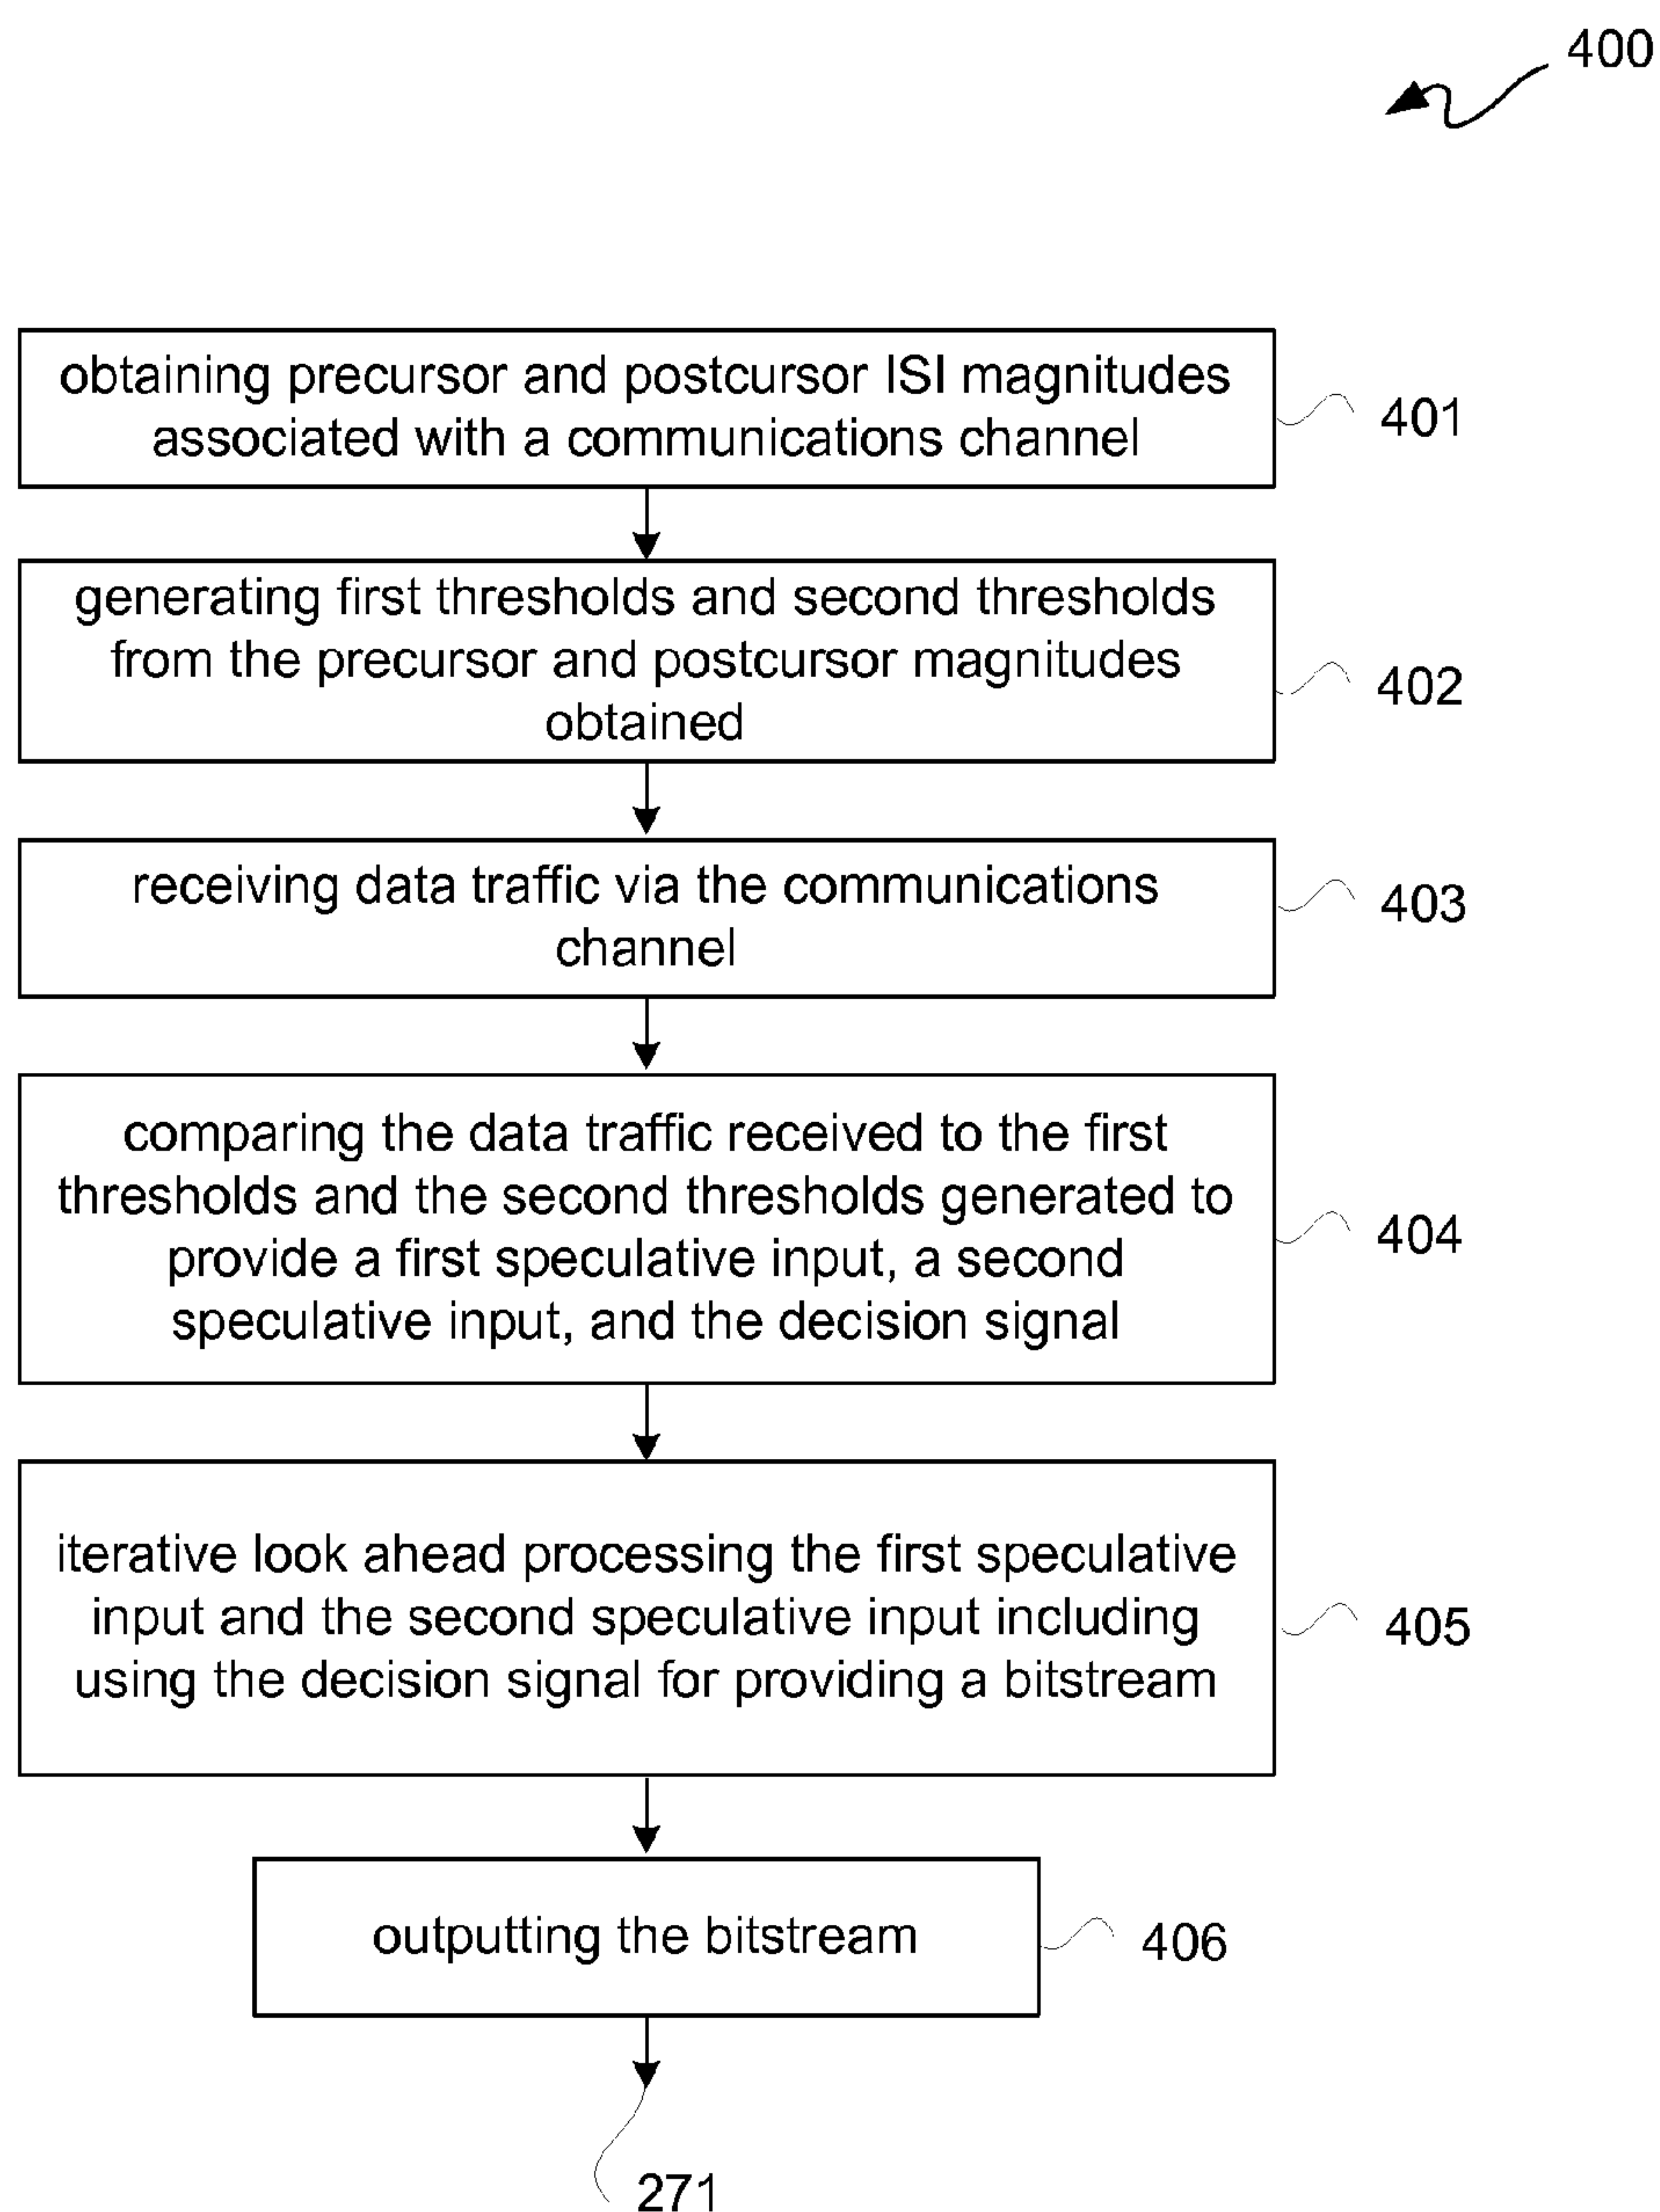 400
obtaining precursor and postcursor ISI magnitudes
associated with a communications channel
401
generating first thresholds and second thresholds
from the precursor and postcursor magnitudes
obtained
402
receiving data traffic via the communications
channel
403
comparing the data traffic received to the first
thresholds and the second thresholds generated to
provide a first speculative input, a second
speculative input, and the decision signal
404
iterative look ahead processing the first speculative
input and the second speculative input including
using the decision signal for providing a bitstream
405
outputting the bitstream
406
271